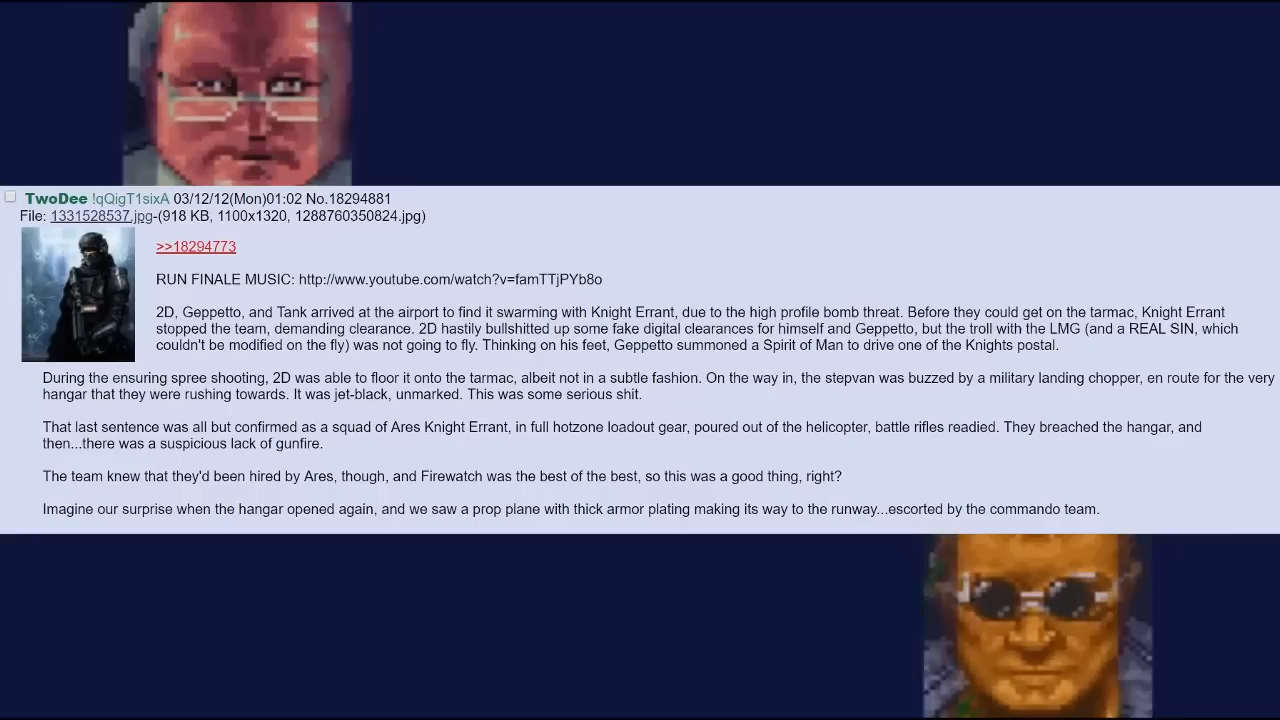 TwoDee !qQigT1sixA 03/12/12(Mon)01:02 No.18294881
File: 1331528537.jpg-(918 KB, 1100x1320, 1288760350824.jpg)
>>18294773
RUN FINALE MUSIC: http://www.youtube.com/watch?v=famTTjPYb8o
2D, Geppetto, and Tank arrived at the airport to find it swarming with Knight Errant, due to the high profile bomb threat. Before they could get on the tarmac, Knight Errant
stopped the team, demanding clearance. 2D hastily bullshitted up some fake digital clearances for himself and Geppetto, but the troll with the LMG (and a REAL SIN, which
couldn't be modified on the fly) was not going to fly. Thinking on his feet, Geppetto summoned a Spirit of Man to drive one of the Knights postal.
During the ensuring spree shooting, 2D was able to floor it onto the tarmac, albeit not in a subtle fashion. On the way in, the stepvan was buzzed by a military landing chopper, en route for the very
hangar that they were rushing towards. It was jet-black, unmarked. This was some serious shit.
That last sentence was all but confirmed as a squad of Ares Knight Errant, in full hotzone loadout gear, poured out of the helicopter, battle rifles readied. They breached the hangar, and
then...there was a suspicious lack of gunfire.
The team knew that they'd been hired by Ares, though, and Firewatch was the best of the best, so this was a good thing, right?
Imagine our surprise when the hangar opened again, and we saw a prop plane with thick armor plating making its way to the runway...escorted by the commando team.